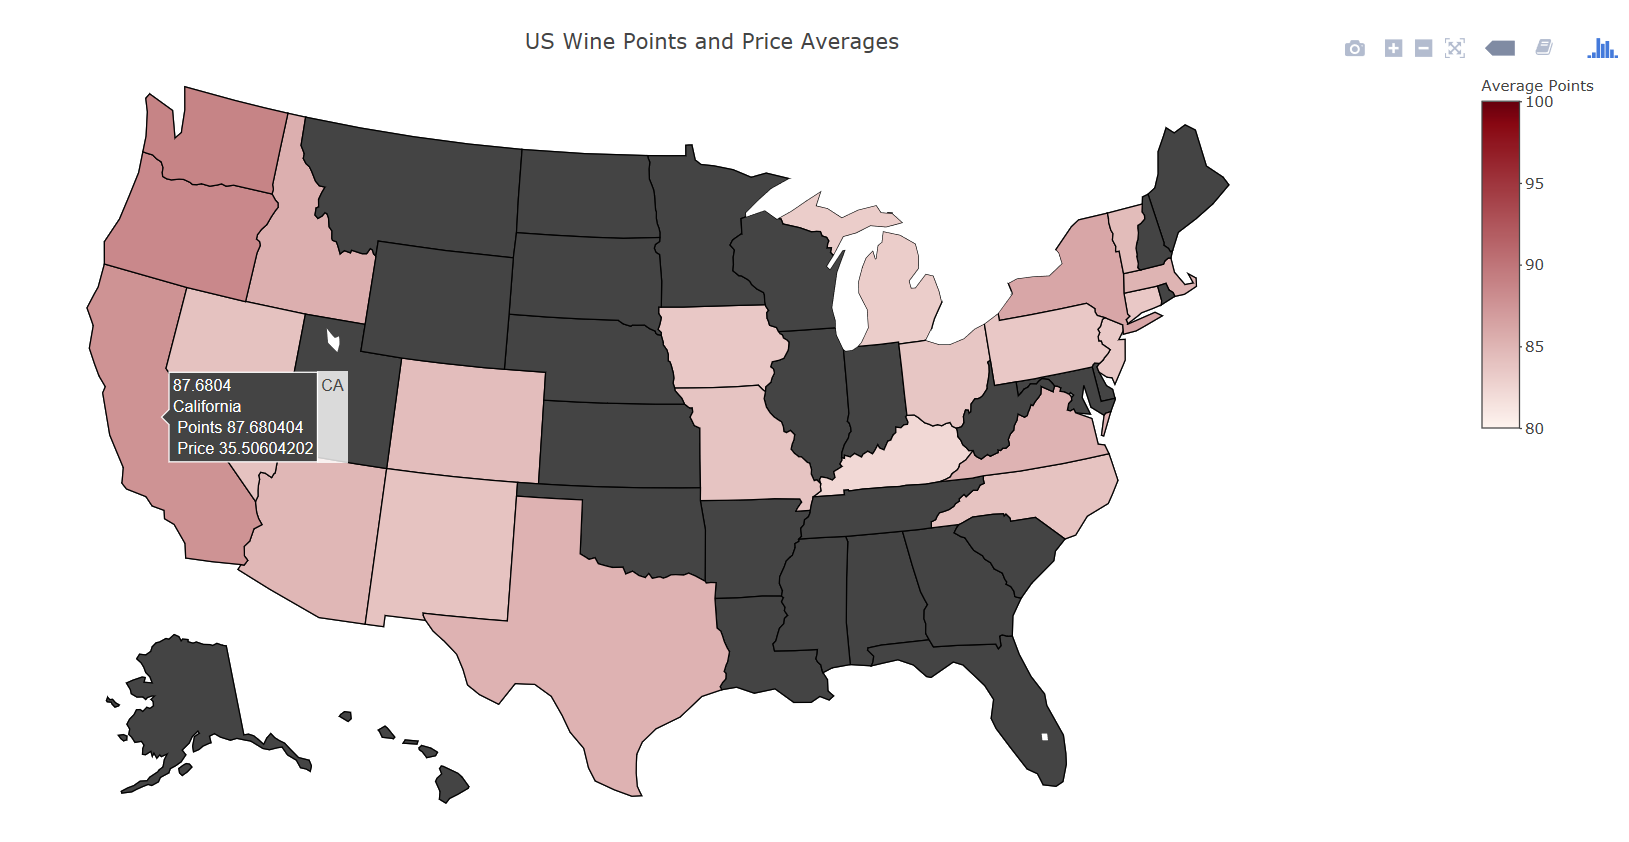 US Wine Points and Price Averages
Average Points
100
95
90
85
80
87.6804
CA
California
Points 87.680404
Price 35.50604202